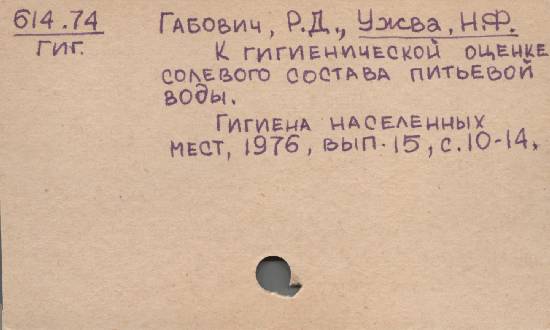 614.74
ГИГ.
ГАБОВИЧ, Р.Д., УЖВА, Н.Ф.
К ГИГИЕНИЧЕСКОЙ ОЦЕНКЕ
СОЛЕВОГО СОСТАВА ПИТЬЕВОЙ
ВОДЫ.
ГИГИЕНА НАСЕЛЕННЫХ
МЕСТ, 1976, ВЫП. 15, С. 10-14.